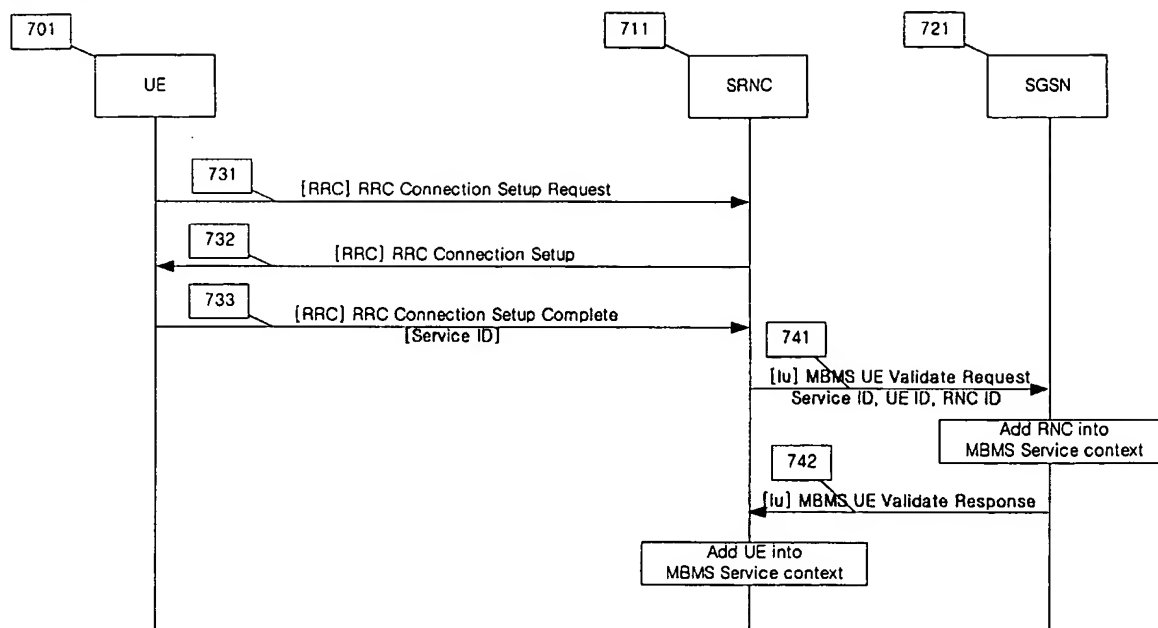 701
711
721
UE
SRNC
SGSN
731
[RRC] RRC Connection Setup Request
732
[RRC] RRC Connection Setup
733
[RRC] RRC Connection Setup Complete
[Service ID]
741
[Iu] MBMS UE Validate Request
Service ID, UE ID, RNC ID
Add RNC into
MBMS Service context
742
[Iu] MBMS UE Validate Response
Add UE into
MBMS Service context